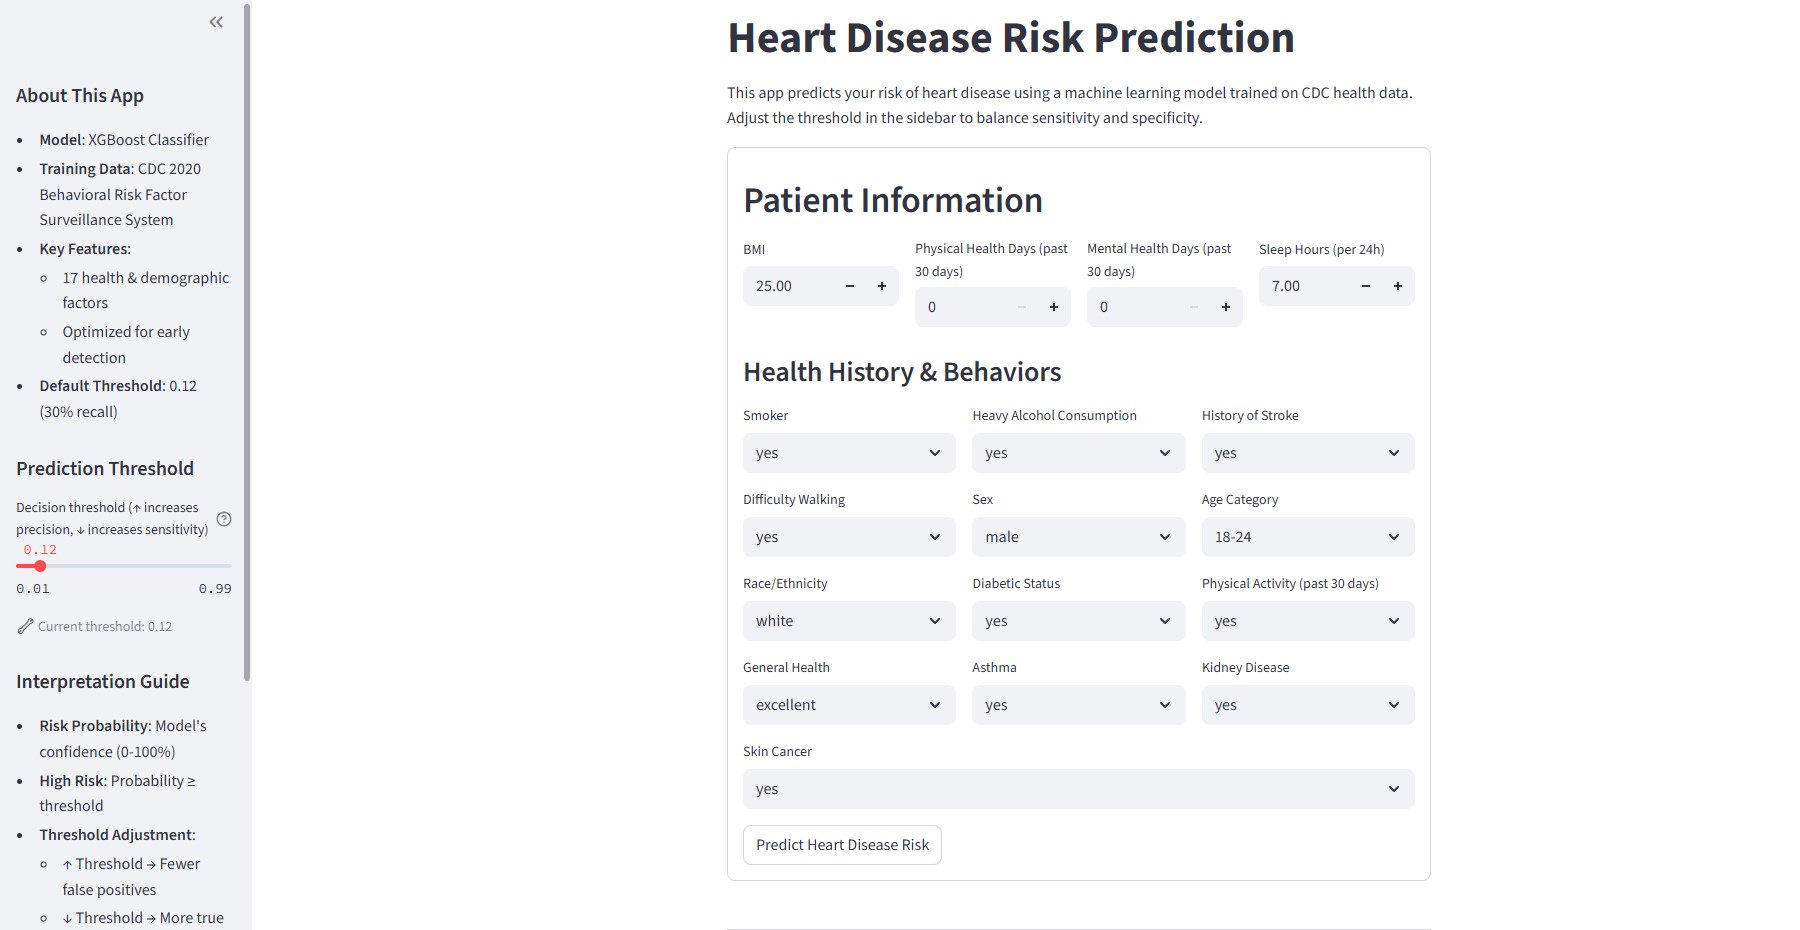 About This App
Model: XGBoost Classifier
Training Data: CDC 2020
Behavioral Risk Factor
Surveillance System
Key Features:
17 health & demographic
factors
Optimized for early
detection
Default Threshold: 0.12
(30% recall)
Prediction Threshold
Decision threshold (↑ increases
precision, ↓ increases sensitivity)
0.12
0.01 0.99
Current threshold: 0.12
Interpretation Guide
Risk Probability: Model's
confidence (0-100%)
High Risk: Probability ≥
threshold
Threshold Adjustment:
↑ Threshold → Fewer
false positives
↓ Threshold → More true
Heart Disease Risk Prediction
This app predicts your risk of heart disease using a machine learning model trained on CDC health data.
Adjust the threshold in the sidebar to balance sensitivity and specificity.
Patient Information
BMI
25.00
Physical Health Days (past
30 days)
0
Mental Health Days (past
30 days)
0
Sleep Hours (per 24h)
7.00
Health History & Behaviors
Smoker
yes
Heavy Alcohol Consumption
yes
History of Stroke
yes
Difficulty Walking
yes
Sex
male
Age Category
18-24
Race/Ethnicity
white
Diabetic Status
yes
Physical Activity (past 30 days)
yes
General Health
excellent
Asthma
yes
Kidney Disease
yes
Skin Cancer
yes
Predict Heart Disease Risk